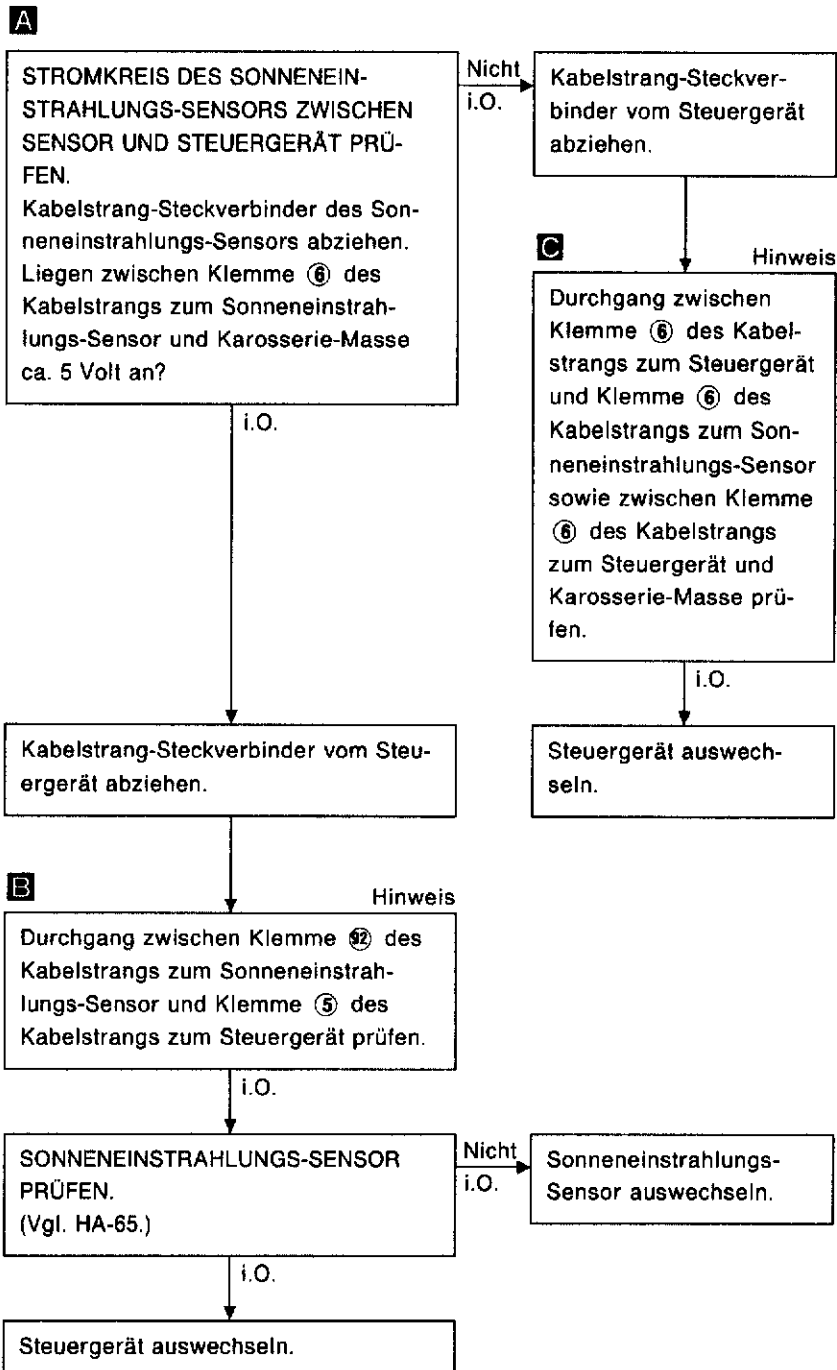 A
STROMKREIS DES SONNENEIN-
STRAHLUNGS-SENSORS ZWISCHEN
SENSOR UND STEUERGERÄT PRÜ-
FEN.
Kabelstrang-Steckverbinder des Son-
neneinstrahlungs-Sensors abziehen.
Liegen zwischen Klemme ⑥ des
Kabelstrangs zum Sonneneinstrah-
lungs-Sensor und Karosserie-Masse
ca. 5 Volt an?
Nicht
i.O.
Kabelstrang-Steckver-
binder vom Steuergerät
abziehen.
C
Hinweis
Durchgang zwischen
Klemme ⑥ des Kabel-
strangs zum Steuergerät
und Klemme ⑥ des
Kabelstrangs zum Son-
neneinstrahlungs-Sensor
sowie zwischen Klemme
⑥ des Kabelstrangs
zum Steuergerät und
Karosserie-Masse prü-
fen.
i.O.
Steuergerät auswech-
seln.
i.O.
Kabelstrang-Steckverbinder vom Steu-
ergerät abziehen.
B
Hinweis
Durchgang zwischen Klemme des
Kabelstrangs zum Sonneneinstrah-
lungs-Sensor und Klemme ⑤ des
Kabelstrangs zum Steuergerät prüfen.
i.O.
SONNENEINSTRAHLUNGS-SENSOR
PRÜFEN.
(Vgl. HA-65.)
Nicht
i.O.
Sonneneinstrahlungs-
Sensor auswechseln.
i.O.
Steuergerät auswechseln.